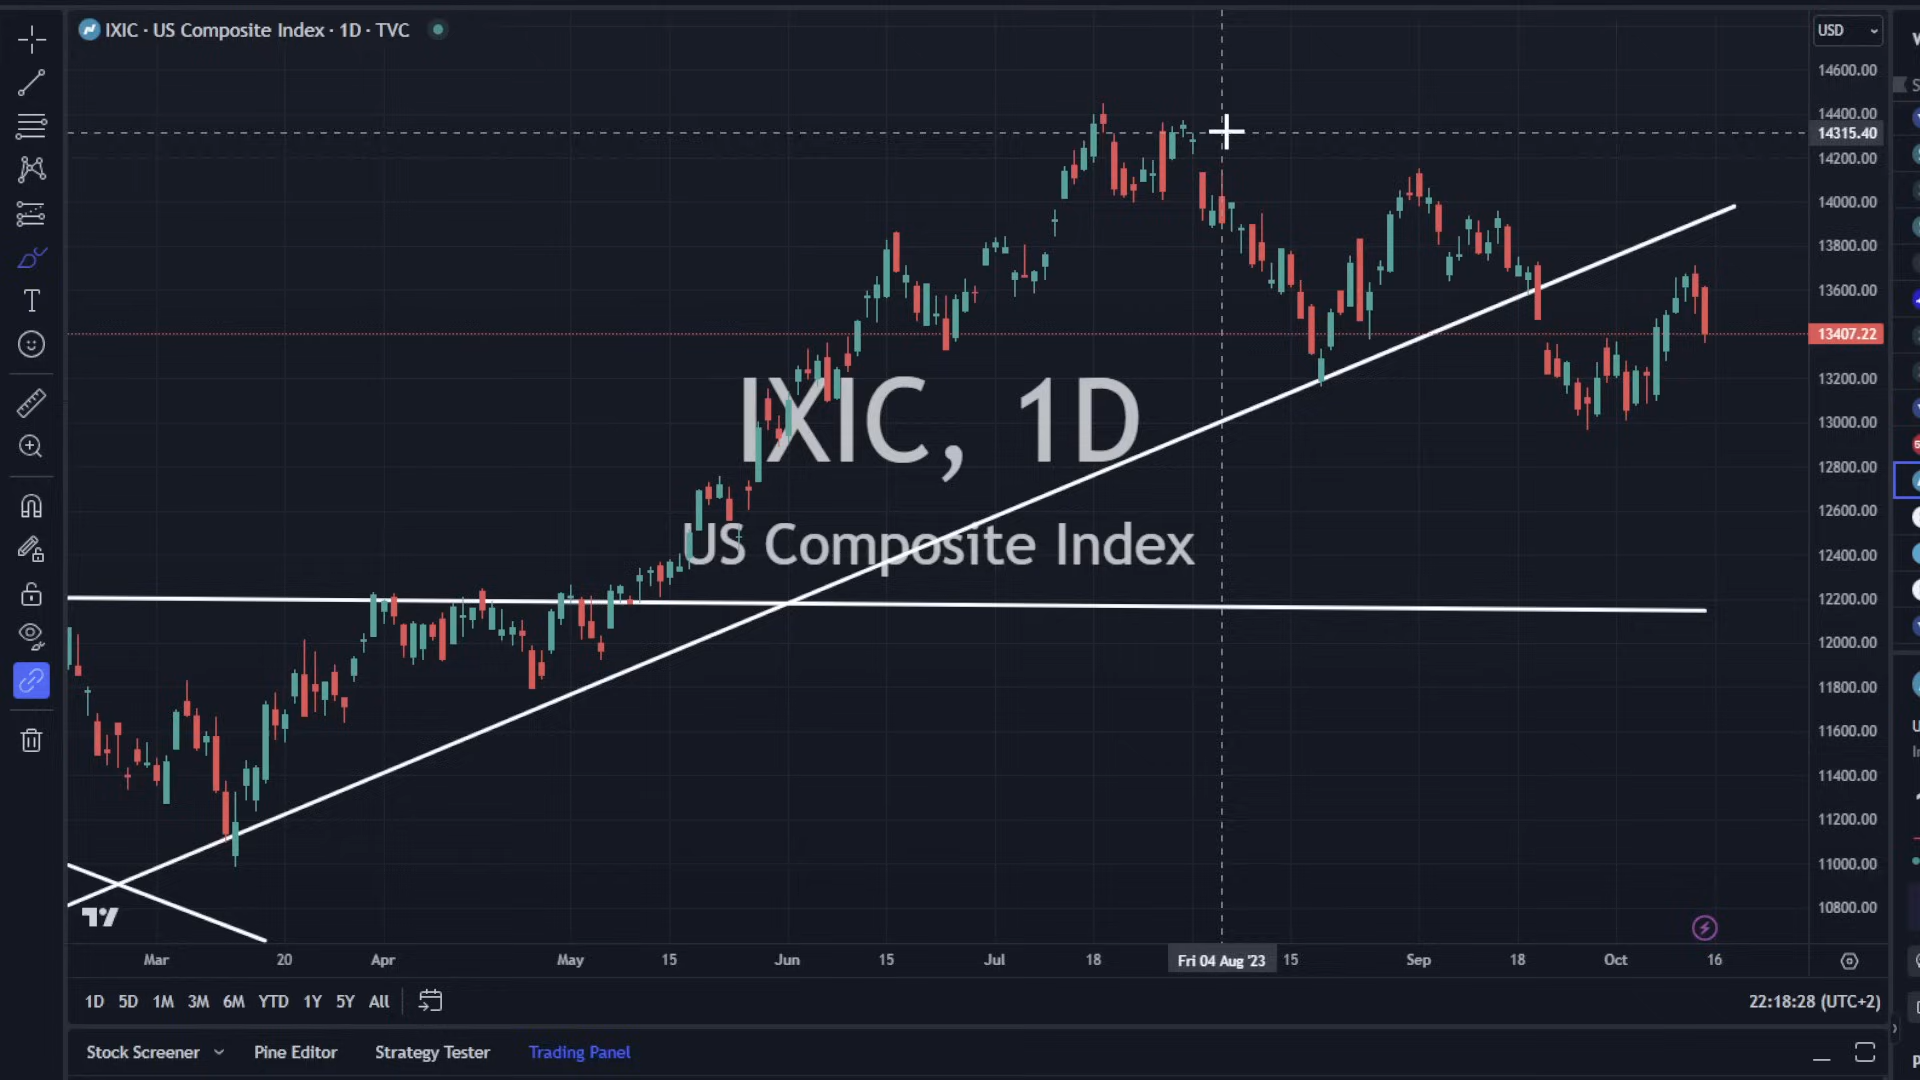 IXIC · US Composite Index · 1D · TVC
USD
14600.00
14400.00
14315.40
14200.00
14000.00
13800.00
13600.00
13407.22
13200.00
13000.00
12800.00
12600.00
12400.00
12200.00
12000.00
11800.00
11600.00
11400.00
11200.00
11000.00
10800.00
IXIC, 1D
US Composite Index
Mar 20 Apr May 15 Jun 15 Jul 18 Fri 04 Aug '23 15 Sep 18 Oct 16
1D 5D 1M 3M 6M YTD 1Y 5Y All
22:18:28 (UTC+2)
Stock Screener Pine Editor Strategy Tester Trading Panel